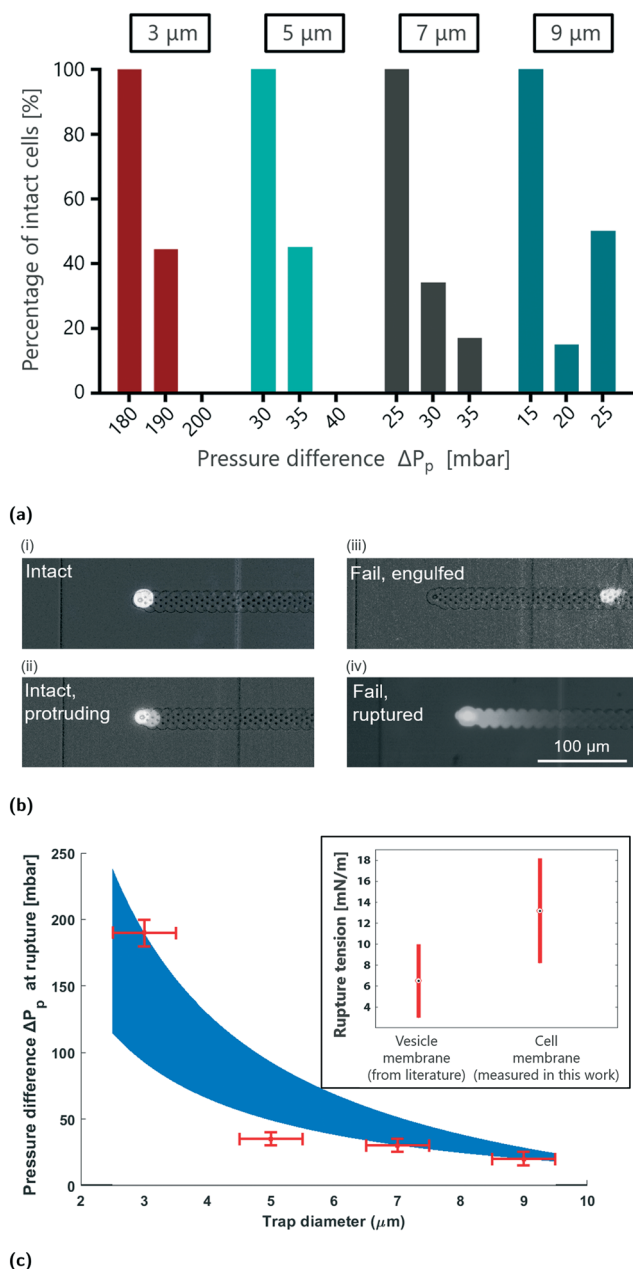 3 μm 5 μm 7 μm 9 μm
Percentage of intact cells [%]
100
80
60
40
20
0
180 190 200 30 35 40 25 30 35 15 20 25
Pressure difference ΔPp [mbar]
(a)
(i)
Intact
(iii)
Fail, engulfed
(ii)
Intact,
protruding
(iv)
Fail,
ruptured
100 μm
(b)
Pressure difference ΔPp at rupture [mbar]
250
200
150
100
50
0
2 3 4 5 6 7 8 9 10
Trap diameter (μm)
Rupture tension [mN/m]
18
16
14
12
10
8
6
4
Vesicle
membrane
(from literature)
Cell
membrane
(measured in this work)
(c)